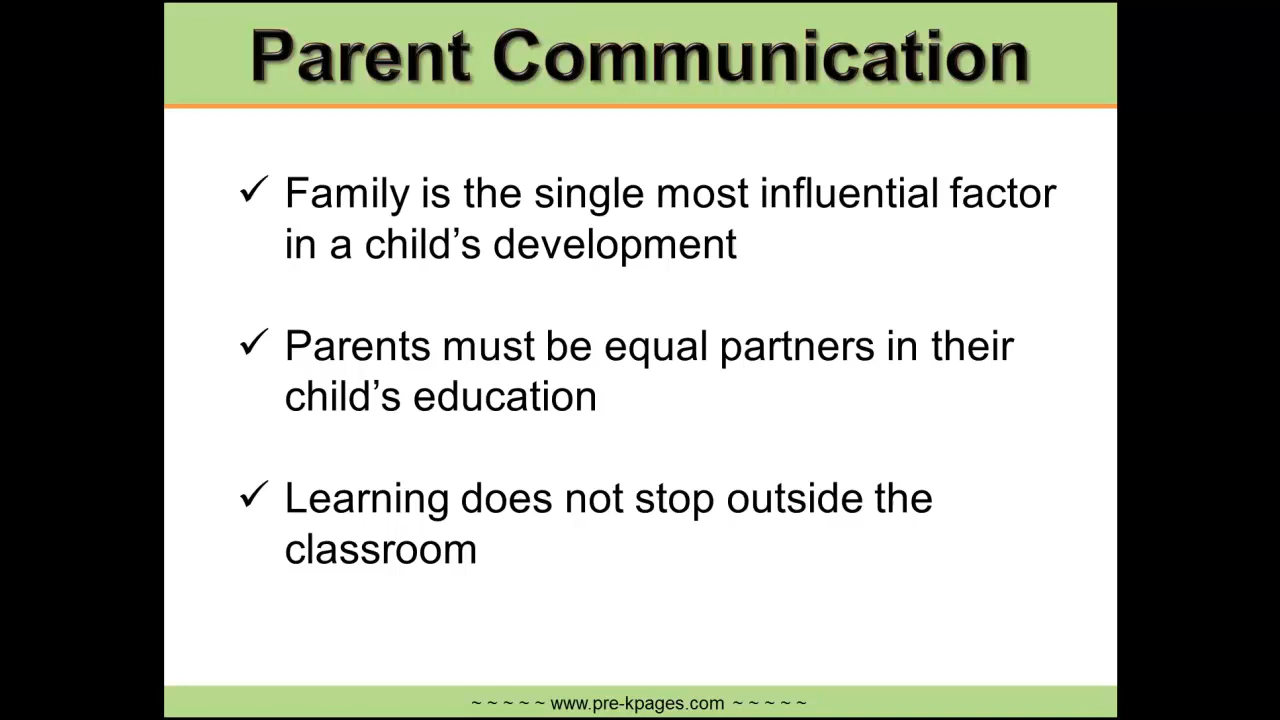 Parent Communication
✓ Family is the single most influential factor
in a child’s development
✓ Parents must be equal partners in their
child’s education
✓ Learning does not stop outside the
classroom
~ ~ ~ ~ ~ www.pre-kpages.com ~ ~ ~ ~ ~